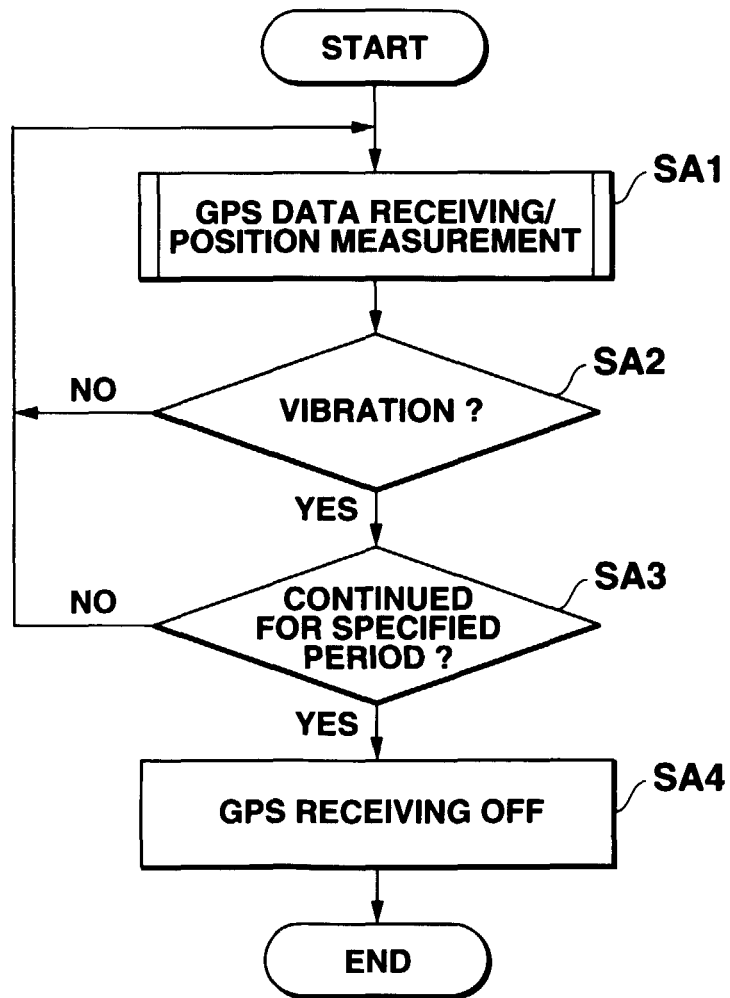 START
SA1
GPS DATA RECEIVING/
POSITION MEASUREMENT
SA2
NO
VIBRATION ?
YES
SA3
NO
CONTINUED
FOR SPECIFIED
PERIOD ?
YES
SA4
GPS RECEIVING OFF
END